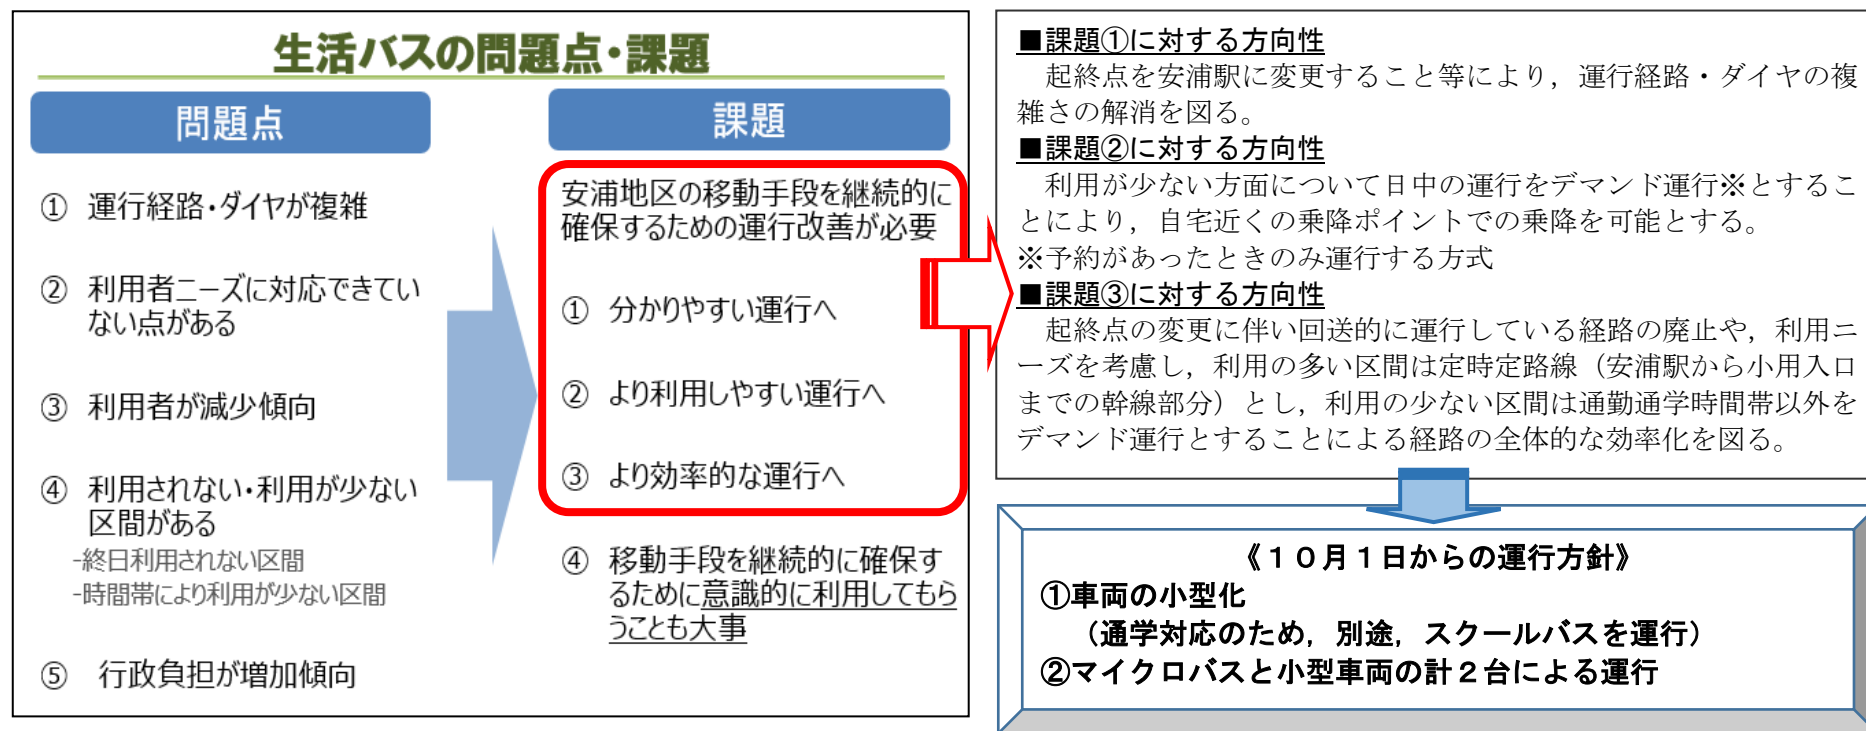 生活バスの問題点・課題
問題点
① 運行経路・ダイヤが複雑
② 利用者ニーズに対応できてい
ない点がある
③ 利用者が減少傾向
④ 利用されない・利用が少ない
区間がある
-終日利用されない区間
-時間帯により利用が少ない区間
⑤ 行政負担が増加傾向
課題
安浦地区の移動手段を継続的に
確保するための運行改善が必要
① 分かりやすい運行へ
② より利用しやすい運行へ
③ より効率的な運行へ
④ 移動手段を継続的に確保す
るために意識的に利用してもら
うことも大事
■課題①に対する方向性
起終点を安浦駅に変更すること等により，運行経路・ダイヤの複
雑さの解消を図る。
■課題②に対する方向性
利用が少ない方面について日中の運行をデマンド運行※とするこ
とにより，自宅近くの乗降ポイントでの乗降を可能とする。
※予約があったときのみ運行する方式
■課題③に対する方向性
起終点の変更に伴い回送的に運行している経路の廃止や，利用ニ
ーズを考慮し，利用の多い区間は定時定路線（安浦駅から小用入口
までの幹線部分）とし，利用の少ない区間は通勤通学時間帯以外を
デマンド運行とすることによる経路の全体的な効率化を図る。
《１０月１日からの運行方針》
①車両の小型化
（通学対応のため，別途，スクールバスを運行）
②マイクロバスと小型車両の計２台による運行